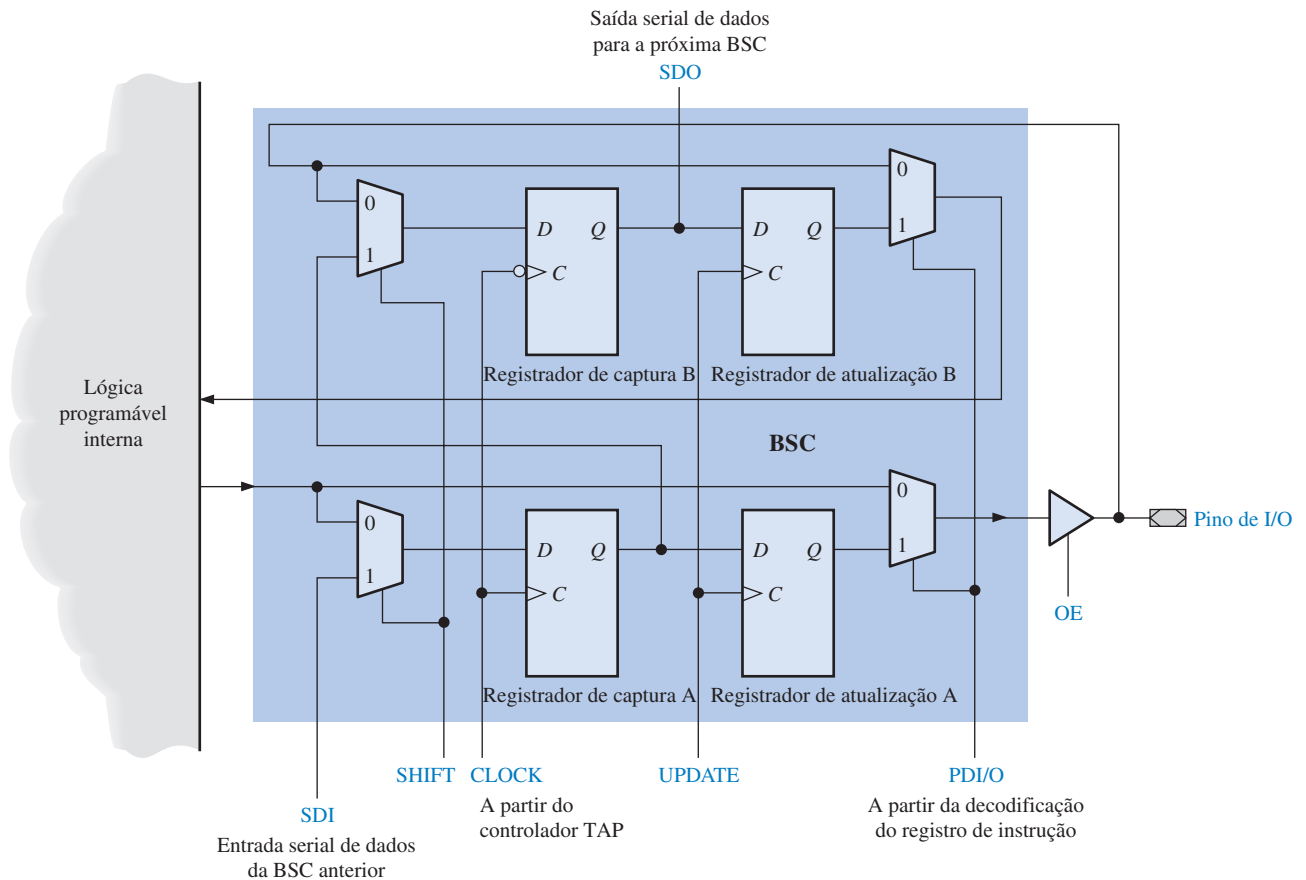 Saída serial de dados
para a próxima BSC
SDO
0
1
D
Q
C
D
Q
C
0
1
Registrador de captura B
Registrador de atualização B
Lógica
programável
interna
BSC
0
1
D
Q
C
D
Q
C
0
1
Pino de I/O
OE
Registrador de captura A
Registrador de atualização A
SHIFT
CLOCK
UPDATE
PDI/O
SDI
A partir do
controlador TAP
A partir da decodificação
do registro de instrução
Entrada serial de dados
da BSC anterior